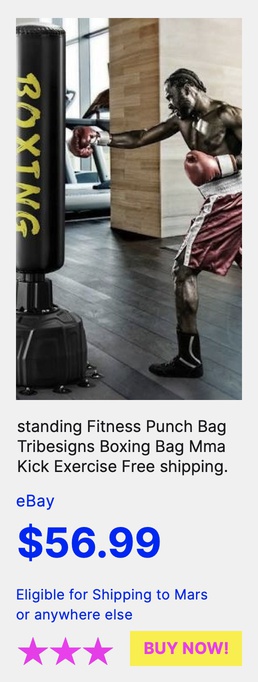 BOXING
standing Fitness Punch Bag
Tribesigns Boxing Bag Mma
Kick Exercise Free shipping.
eBay
$56.99
Eligible for Shipping to Mars
or anywhere else
BUY NOW!